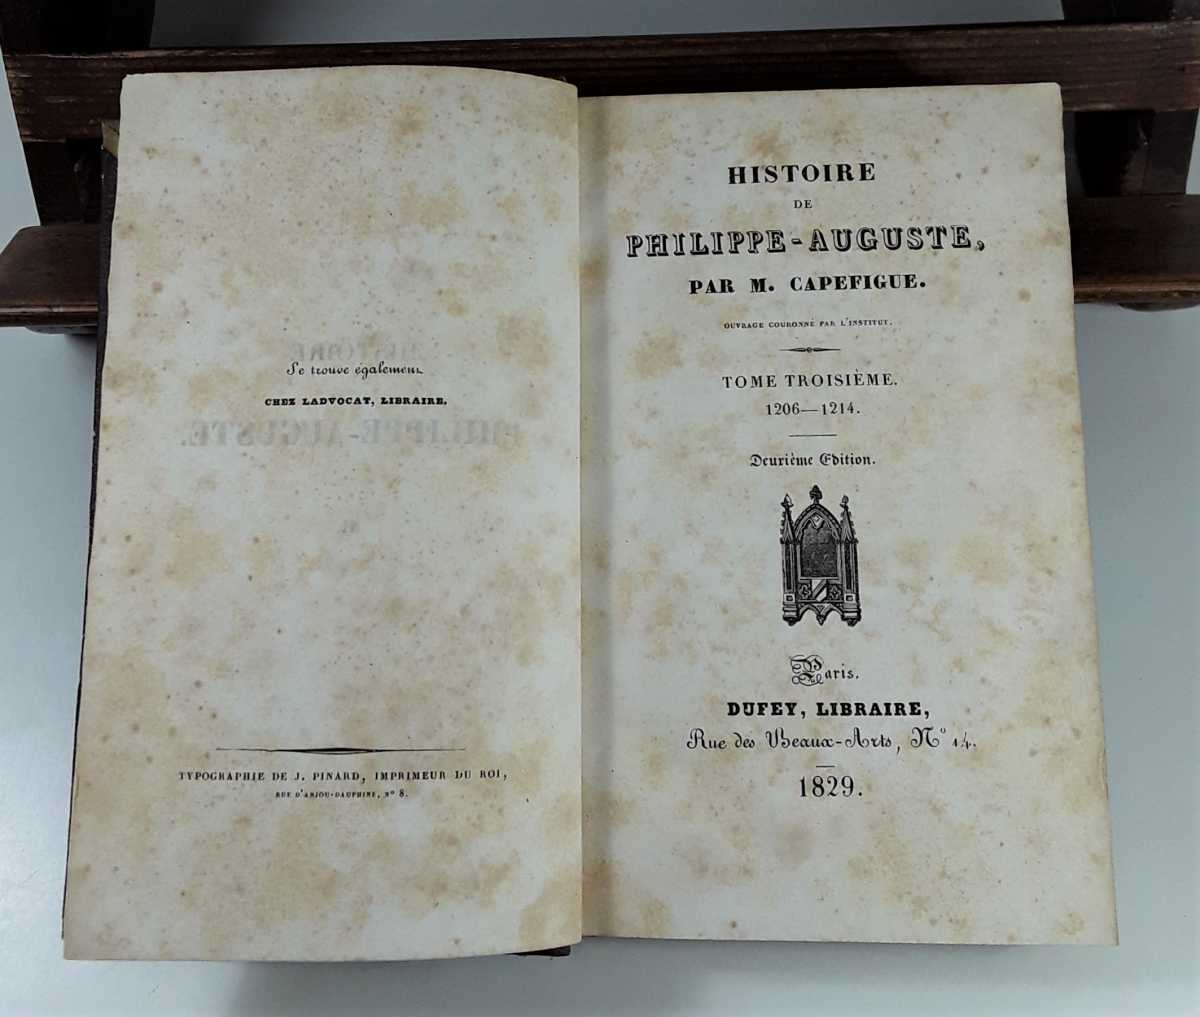 Se trouve également
CHEZ LADVOCAT, LIBRAIRE.
TYPOGRAPHIE DE J. PINARD, IMPRIMEUR DU ROI,
RUE D'ANJOU-DAUPHINE, Nº 8.
HISTOIRE
DE
PHILIPPE-AUGUSTE,
PAR M. CAPEFIGUE.
OUVRAGE COURONNÉ PAR L'INSTITUT.
TOME TROISIÈME.
1206—1214.
Deuxième Edition.
Paris.
DUFEY, LIBRAIRE,
Rue des Beaux-Arts, Nº 14.
1829.